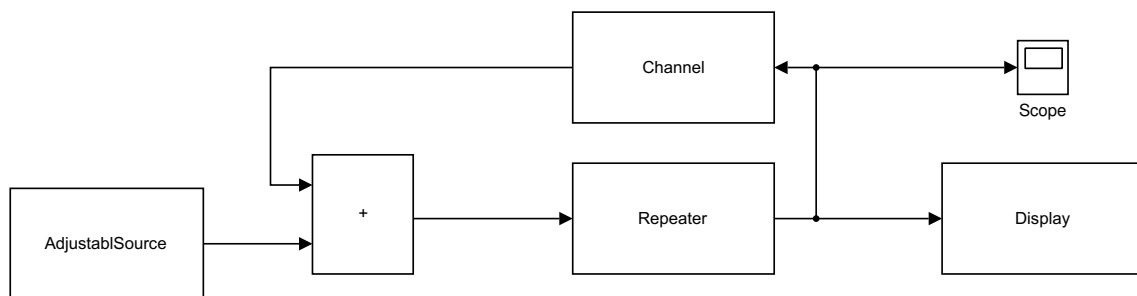 Channel
Scope
+
AdjustablSource
Repeater
Display